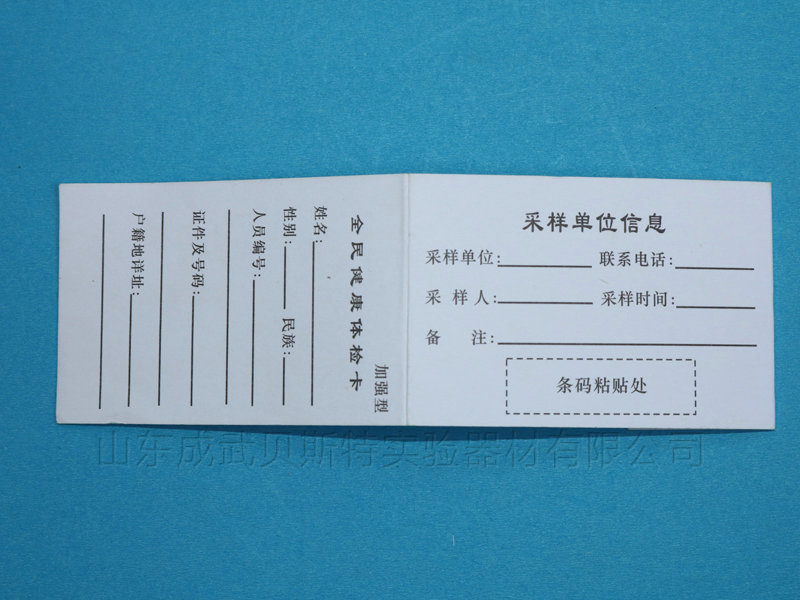 全民健康体检卡
加强型
姓名:
性别: 民族:
人员编号:
证件及号码:
户籍地详址:
采样单位信息
采样单位: 联系电话:
采 样 人: 采样时间:
备 注:
条码粘贴处
山东成武贝斯特实验器材有限公司